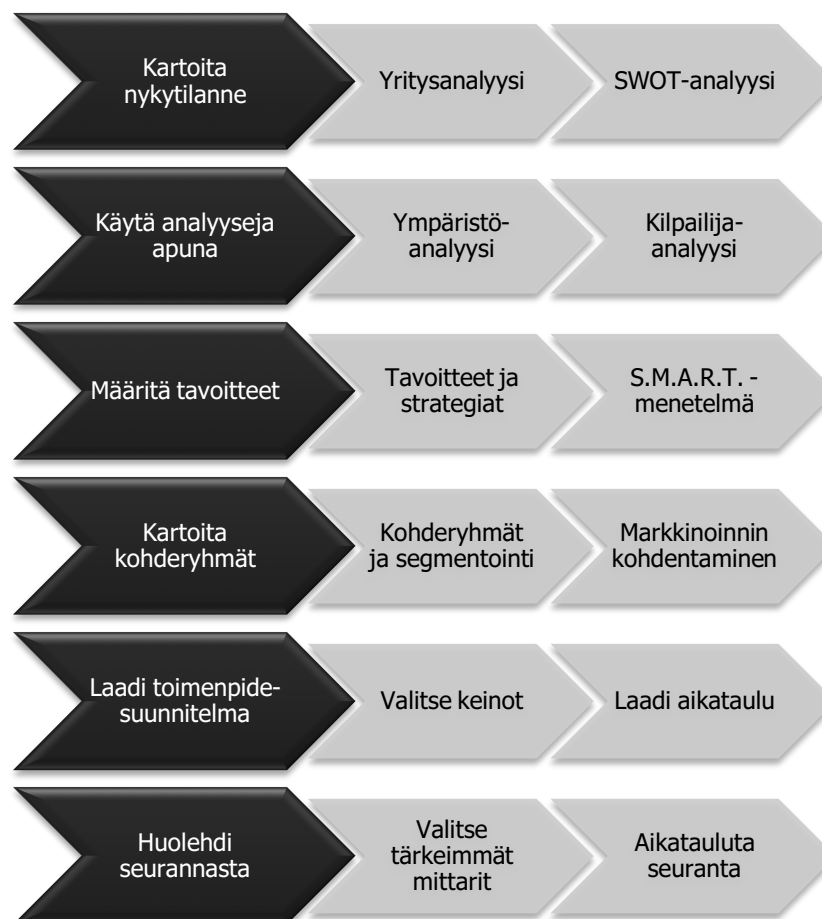 Kartoita
nykytilanne
Yritysanalyysi
SWOT-analyysi
Käytä analyyseja
apuna
Ympäristö-
analyysi
Kilpailija-
analyysi
Määritä tavoitteet
Tavoitteet ja
strategiat
S.M.A.R.T. -
menetelmä
Kartoita
kohderyhmät
Kohderyhmät
ja segmentointi
Markkinoinnin
kohdentaminen
Laadi toimenpide-
suunnitelma
Valitse keinot
Laadi aikataulu
Huolehdi
seurannasta
Valitse
tärkeimmät
mittarit
Aikatauluta
seuranta